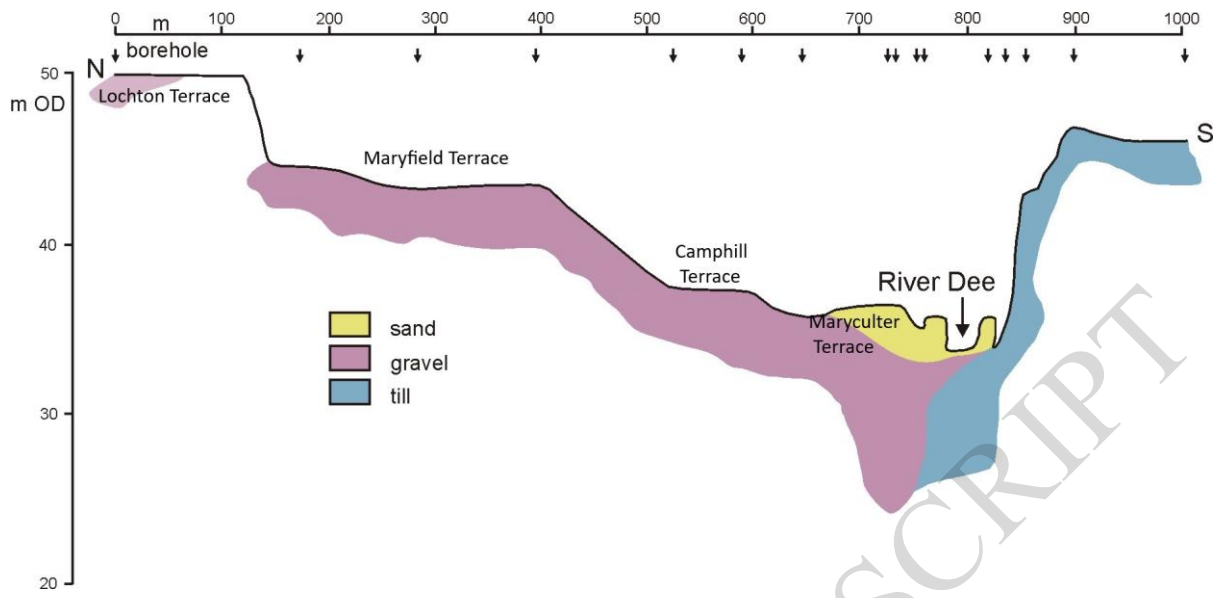 m
0 100 200 300 400 500 600 700 800 900 1000
borehole
N
50
m OD
Lochton Terrace
S
Maryfield Terrace
40
Camphill
Terrace
River Dee
Maryculter
Terrace
sand
gravel
till
30
20
SCRIPT